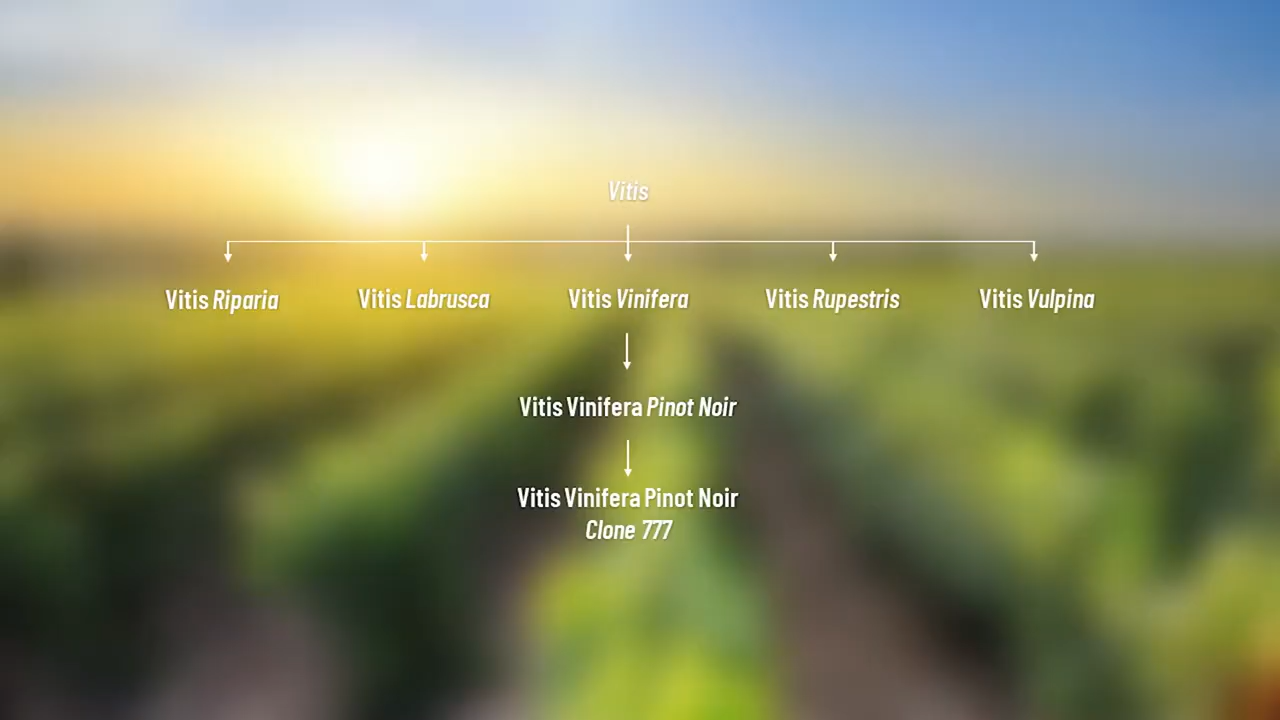 Vitis
Vitis Riparia
Vitis Labrusca
Vitis Vinifera
Vitis Rupestris
Vitis Vulpina
Vitis Vinifera Pinot Noir
Vitis Vinifera Pinot Noir
Clone 777